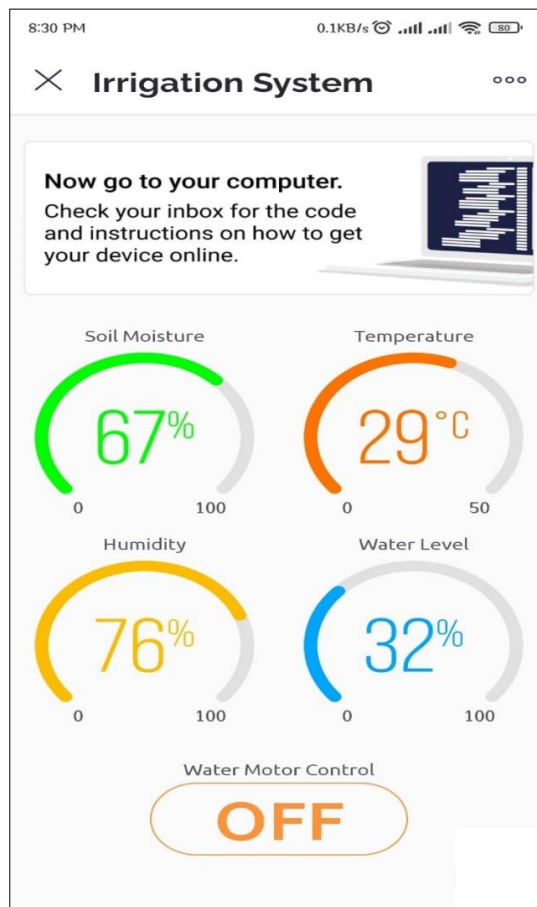 8:30 PM 0.1KB/s 80
Irrigation System
Now go to your computer.
Check your inbox for the code
and instructions on how to get
your device online.
Soil Moisture Temperature
67% 29°C
0 100 0 50
Humidity Water Level
76% 32%
0 100 0 100
Water Motor Control
OFF